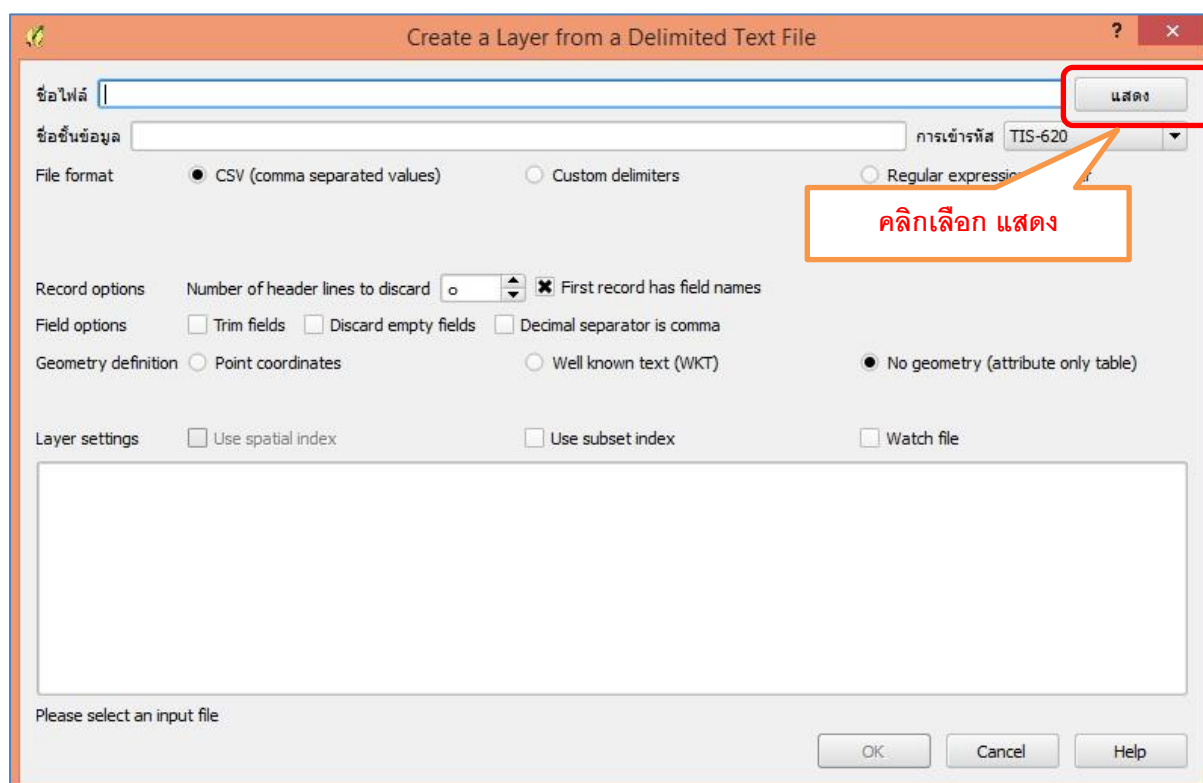 Create a Layer from a Delimited Text File ?
ชื่อไฟล์ แสดง
ชื่อชั้นข้อมูล การเข้ารหัส TIS-620
File format CSV (comma separated values) Custom delimiters Regular
คลิกเลือก แสดง
Record options Number of header lines to discard ๐ First record has field names
Field options Trim fields Discard empty fields Decimal separator is comma
Geometry definition Point coordinates Well known text (WKT) No geometry (attribute only table)
Layer settings Use spatial index Use subset index Watch file
Please select an input file
OK Cancel Help